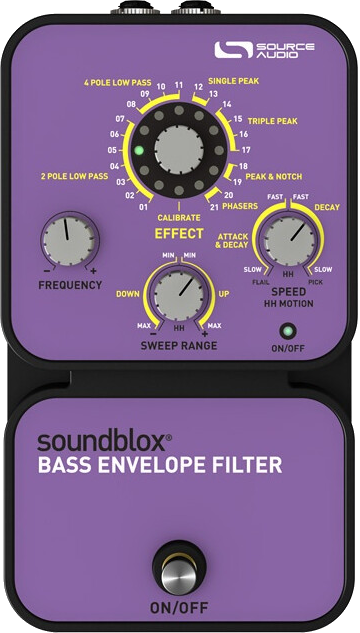 SOURCE
AUDIO
4 POLE LOW PASS
SINGLE PEAK
TRIPLE PEAK
PEAK & NOTCH
PHASERS
2 POLE LOW PASS
01
02
03
04
05
06
07
08
09
10
11
12
13
14
15
16
17
18
19
20
21
CALIBRATE
EFFECT
FREQUENCY
- +
MIN MIN
DOWN UP
MAX MAX
- HH +
SWEEP RANGE
FAST FAST
DECAY
ATTACK
& DECAY
SLOW SLOW
FLAIL HH PICK
SPEED
HH MOTION
ON/OFF
soundblox®
BASS ENVELOPE FILTER
ON/OFF